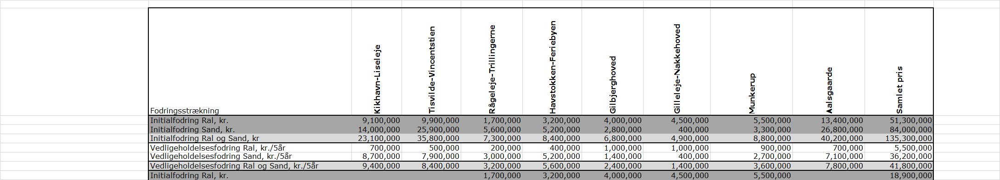 Fodringsstrækning Kikhavn-Liseleje Tisvilde-Vincentstien Rågeleje-Trillingerne Havstokken-Feriebyen Gilbjerghoved Gilleleje-Nakkehoved Munkerup Aalsgaarde Samlet pris
Initialfodring Ral, kr. 9,100,000 9,900,000 1,700,000 3,200,000 4,000,000 4,500,000 5,500,000 13,400,000 51,300,000
Initialfodring Sand, kr. 14,000,000 25,900,000 5,600,000 5,200,000 2,800,000 400,000 3,300,000 26,800,000 84,000,000
Initialfodring Ral og Sand, kr 23,100,000 35,800,000 7,300,000 8,400,000 6,800,000 4,900,000 8,800,000 40,200,000 135,300,000
Vedligeholdelsesfodring Ral, kr./5år 700,000 500,000 200,000 400,000 1,000,000 1,000,000 900,000 700,000 5,500,000
Vedligeholdelsesfodring Sand, kr./5år 8,700,000 7,900,000 3,000,000 5,200,000 1,400,000 400,000 2,700,000 7,100,000 36,200,000
Vedligeholdelsesfodring Ral og Sand, kr./5år 9,400,000 8,400,000 3,200,000 5,600,000 2,400,000 1,400,000 3,600,000 7,800,000 41,800,000
Initialfodring Ral, kr. 1,700,000 3,200,000 4,000,000 4,500,000 5,500,000 18,900,000